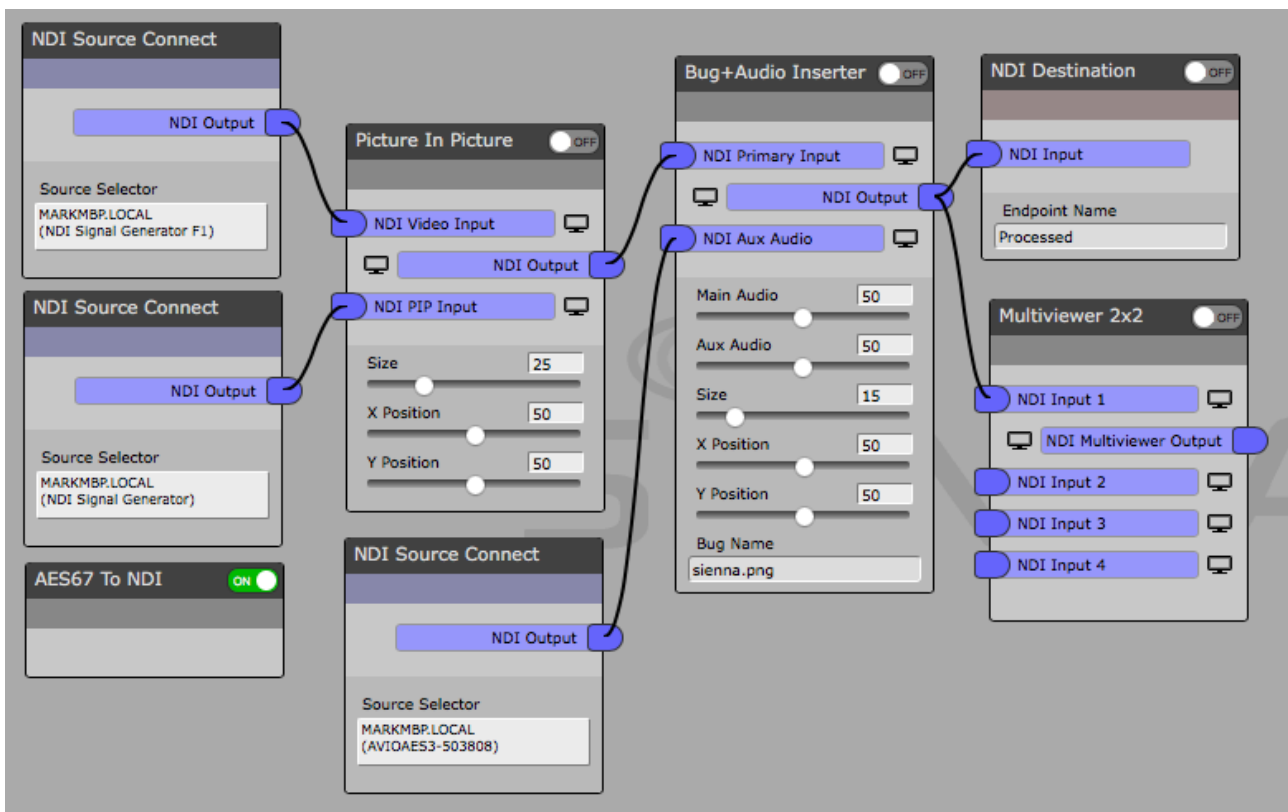 NDI Source Connect
NDI Output
Source Selector
MARKMBP.LOCAL
(NDI Signal Generator F1)
NDI Source Connect
NDI Output
Source Selector
MARKMBP.LOCAL
(NDI Signal Generator)
AES67 To NDI
ON
Picture In Picture
OFF
NDI Video Input
NDI Output
NDI PIP Input
Size
25
X Position
50
Y Position
50
NDI Source Connect
NDI Output
Source Selector
MARKMBP.LOCAL
(AVIOAES3-503808)
Bug+Audio Inserter
OFF
NDI Primary Input
NDI Output
NDI Aux Audio
Main Audio
50
Aux Audio
50
Size
15
X Position
50
Y Position
50
Bug Name
sienna.png
NDI Destination
OFF
NDI Input
Endpoint Name
Processed
Multiviewer 2x2
OFF
NDI Input 1
NDI Multiviewer Output
NDI Input 2
NDI Input 3
NDI Input 4